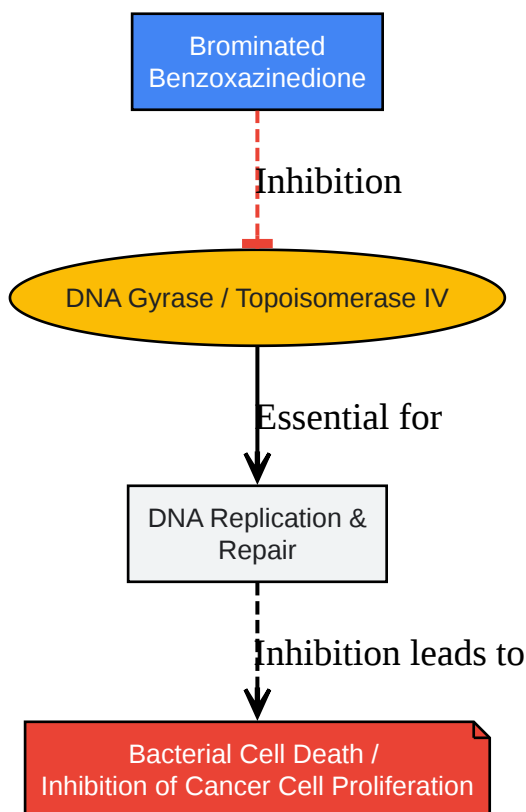 Brominated
Benzoxazinedione
Inhibition
DNA Gyrase / Topoisomerase IV
Essential for
DNA Replication &
Repair
Inhibition leads to
Bacterial Cell Death /
Inhibition of Cancer Cell Proliferation